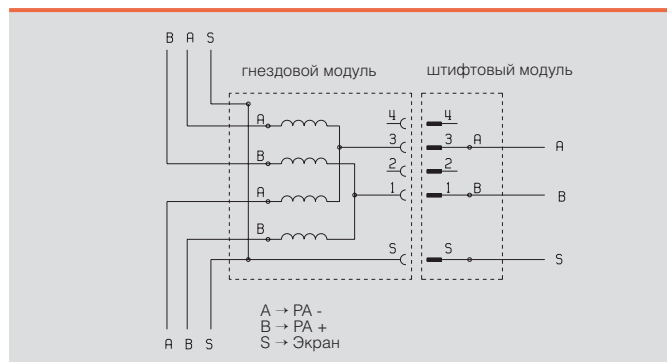 B A S
гнездовой модуль штифтовый модуль
A 4 4
3 3 A A
B 2 2
A 1 1 B B
B
S S S
A → PA -
B → PA +
S → Экран
A B S